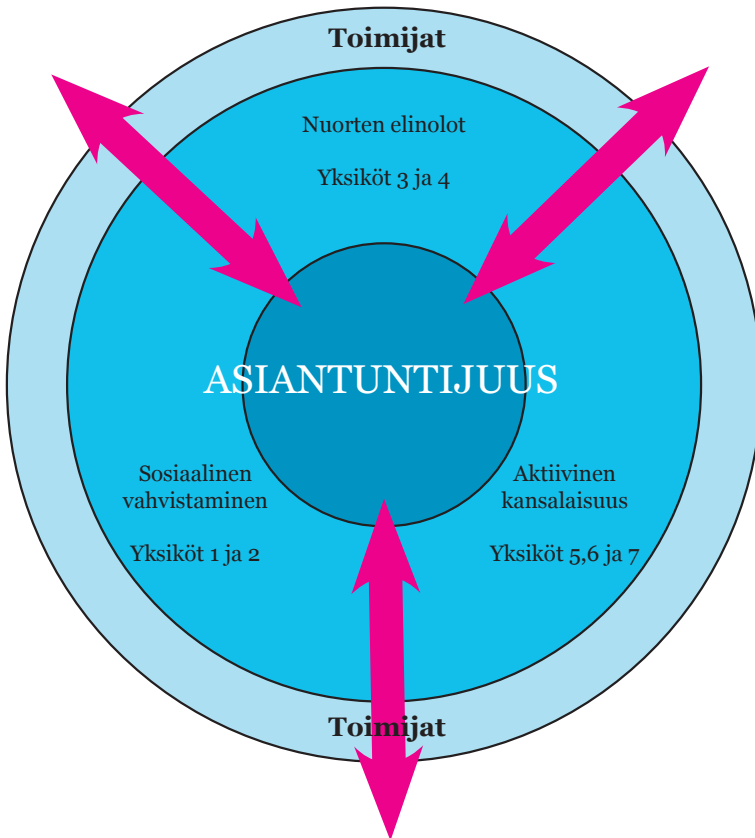 Toimijat
Nuorten elinolot
Yksiköt 3 ja 4
ASIANTUNTIJUUS
Sosiaalinen
vahvistaminen
Yksiköt 1 ja 2
Aktiivinen
kansalaisuus
Yksiköt 5,6 ja 7
Toimijat